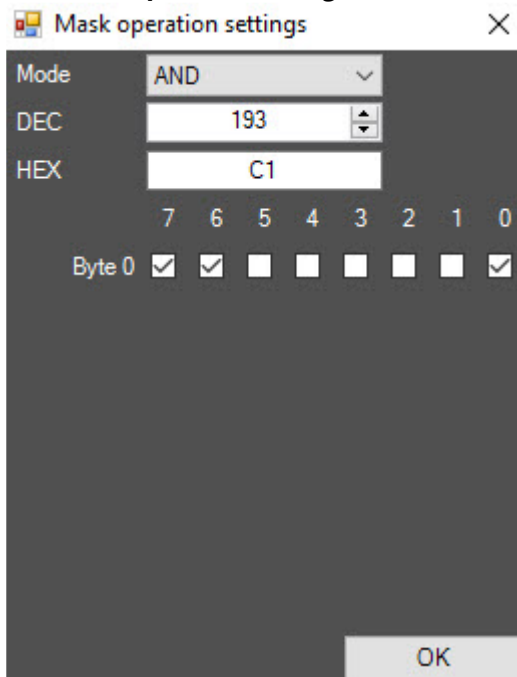 Mask operation settings
Mode AND
DEC 193
HEX C1
7 6 5 4 3 2 1 0
Byte 0
OK